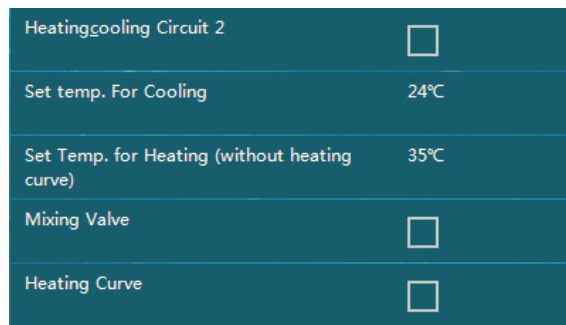 Heatingcooling Circuit 2
Set temp. For Cooling 24℃
Set Temp. for Heating (without heating 35℃
curve)
Mixing Valve
Heating Curve